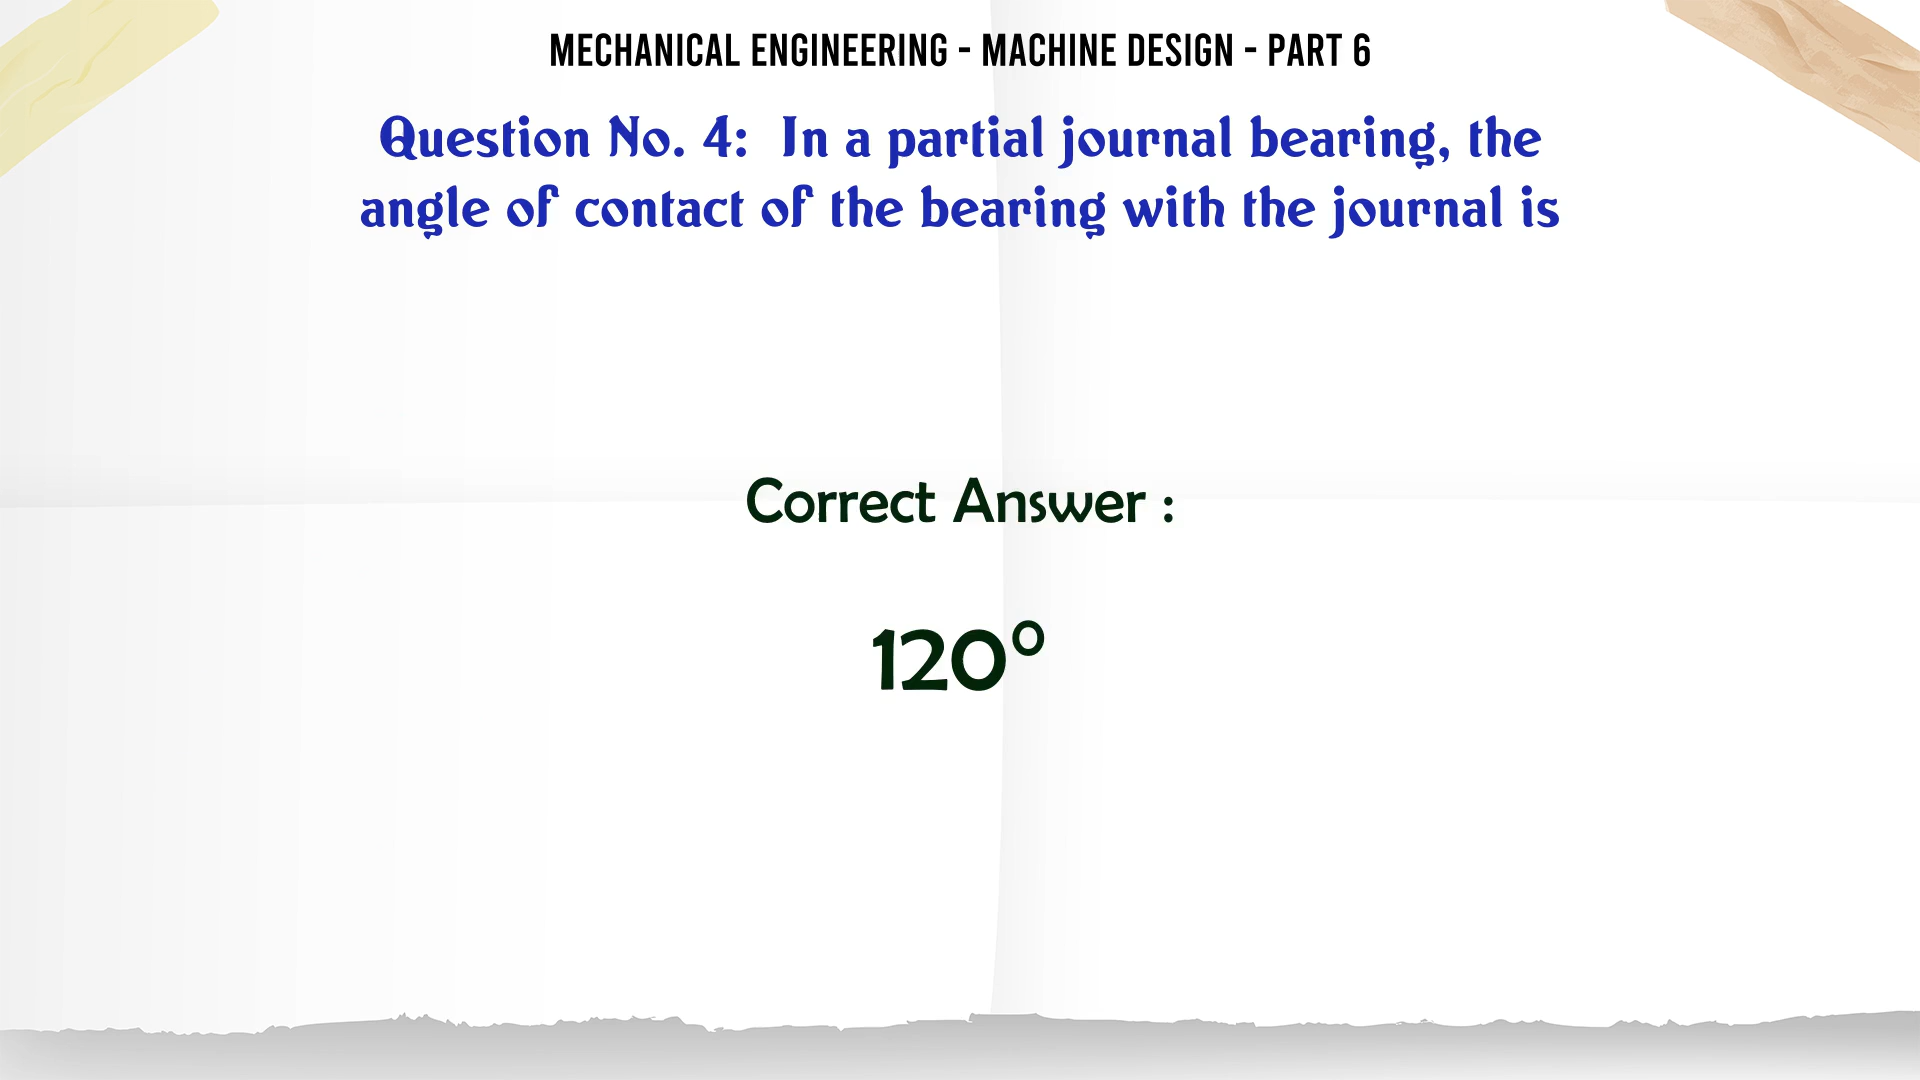 MECHANICAL ENGINEERING - MACHINE DESIGN - PART 6
Question No. 4: In a partial journal bearing, the
angle of contact of the bearing with the journal is
Correct Answer :
120°